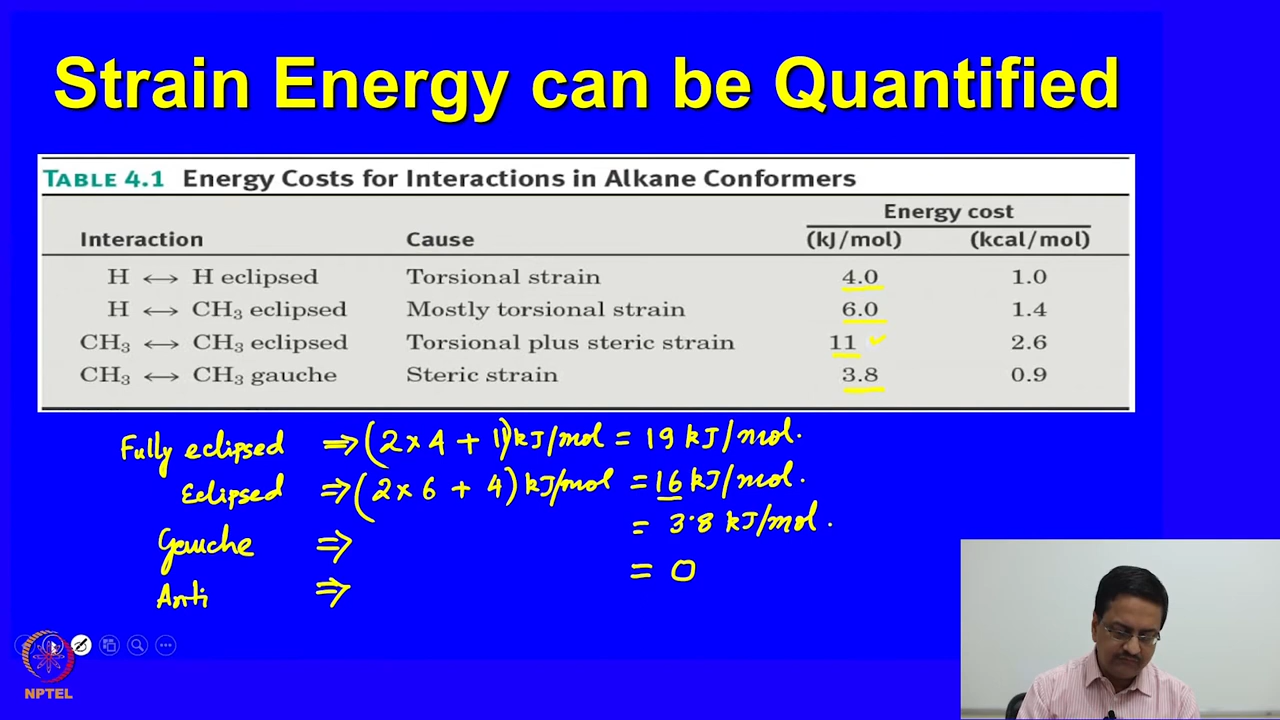 Strain Energy can be Quantified
TABLE 4.1 Energy Costs for Interactions in Alkane Conformers
Energy cost
Interaction Cause (kJ/mol) (kcal/mol)
H ↔ H eclipsed Torsional strain 4.0 1.0
H ↔ CH₃ eclipsed Mostly torsional strain 6.0 1.4
CH₃ ↔ CH₃ eclipsed Torsional plus steric strain 11 2.6
CH₃ ↔ CH₃ gauche Steric strain 3.8 0.9
Fully eclipsed ⇒ (2 × 4 + 11) kJ/mol = 19 kJ/mol.
Eclipsed ⇒ (2 × 6 + 4) kJ/mol = 16 kJ/mol.
Gauche ⇒ = 3.8 kJ/mol.
Anti ⇒ = 0
NPTEL